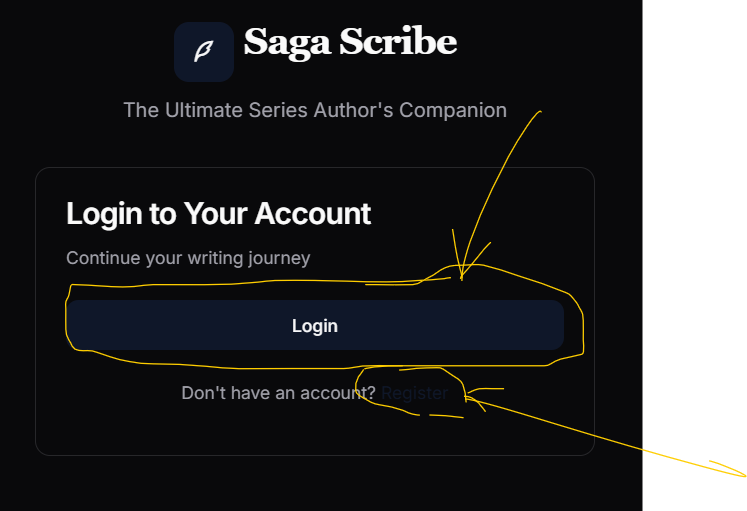 Saga Scribe
The Ultimate Series Author's Companion
Login to Your Account
Continue your writing journey
Login
Don't have an account? Register